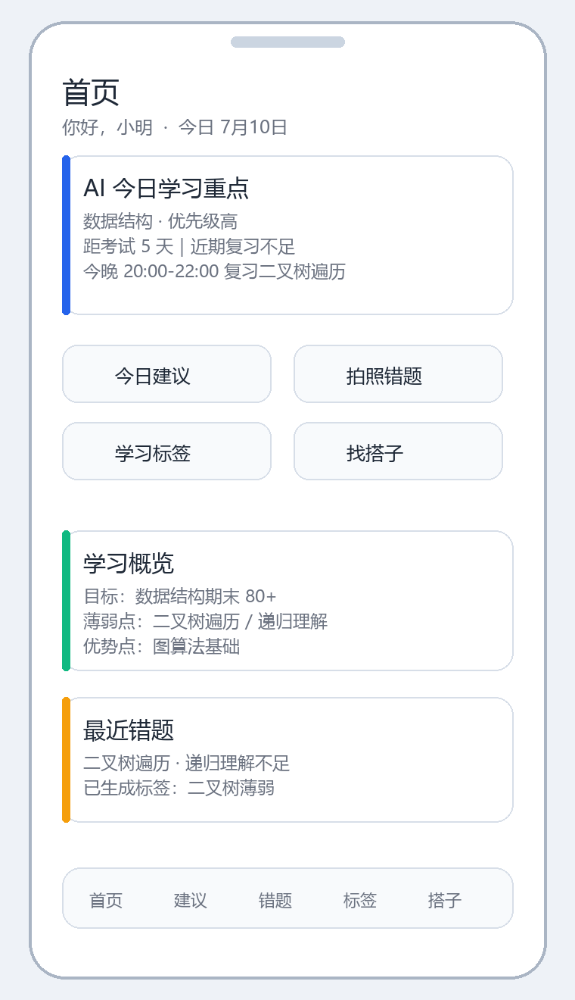 首页
你好，小明 · 今日 7月10日
AI 今日学习重点
数据结构 · 优先级高
距考试 5 天 | 近期复习不足
今晚 20:00-22:00 复习二叉树遍历
今日建议
拍照错题
学习标签
找搭子
学习概览
目标：数据结构期末 80+
薄弱点：二叉树遍历 / 递归理解
优势点：图算法基础
最近错题
二叉树遍历 · 递归理解不足
已生成标签：二叉树薄弱
首页 建议 错题 标签 搭子